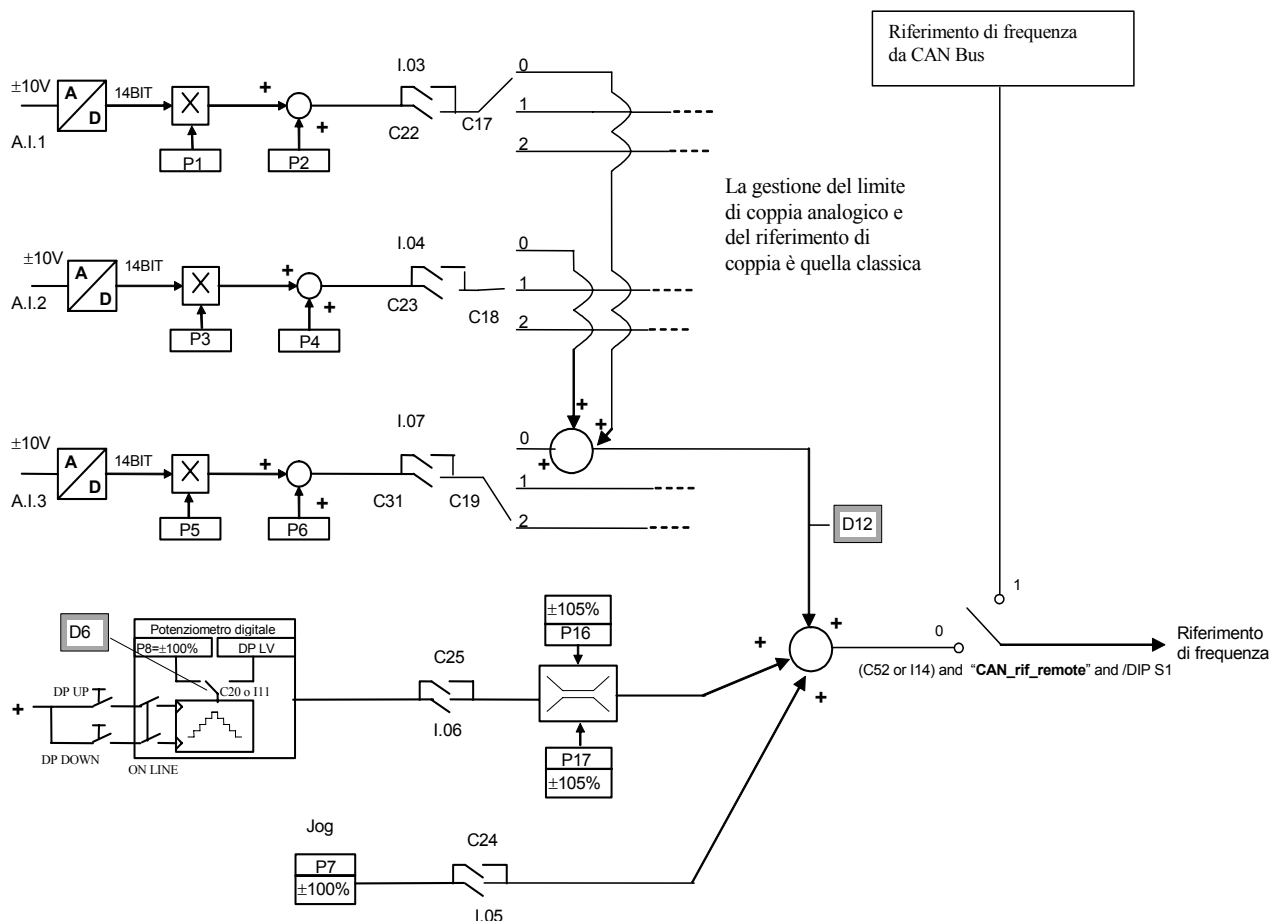 Riferimento di frequenza
da CAN Bus
I.03
0
±10V
A
D
14BIT
X
+
+
C22
C17
1
2
A.I.1
P1
P2
La gestione del limite
di coppia analogico e
del riferimento di
coppia è quella classica
I.04
0
±10V
A
D
14BIT
X
+
+
C23
C18
1
2
A.I.2
P3
P4
+
+
+
I.07
0
±10V
A
D
14BIT
X
+
+
C31
C19
1
2
A.I.3
P5
P6
D12
D6
Potenziometro digitale
P8=±100%
DP LV
C20 o I11
DP UP
+
DP DOWN
ON LINE
C25
I.06
±105%
P16
P17
±105%
+
+
+
1
0
Riferimento
di frequenza
(C52 or I14) and “CAN_rif_remote” and /DIP S1
Jog
P7
±100%
C24
I.05